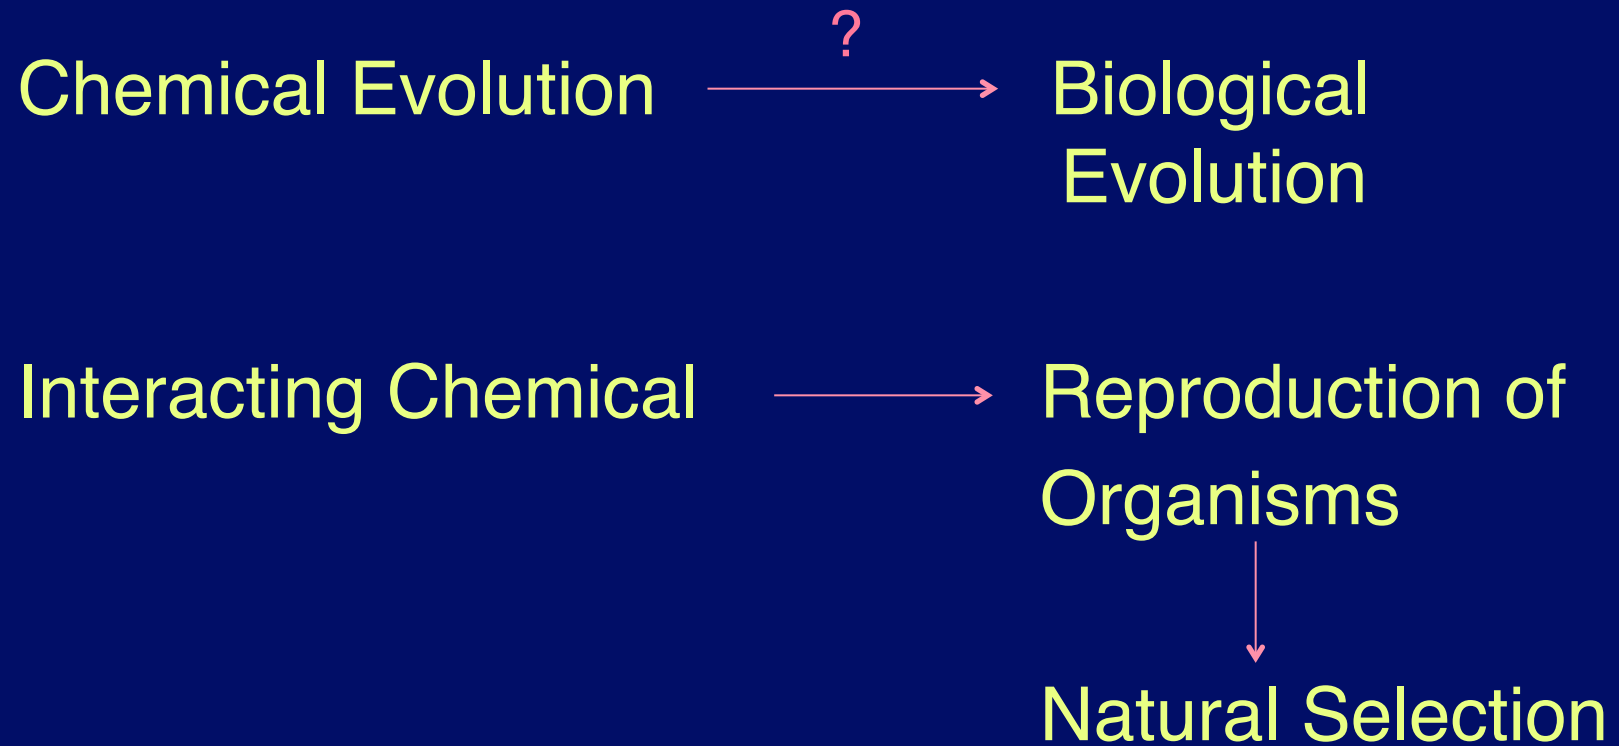 ?
Chemical Evolution Biological
Evolution
Interacting Chemical Reproduction of
Organisms
Natural Selection